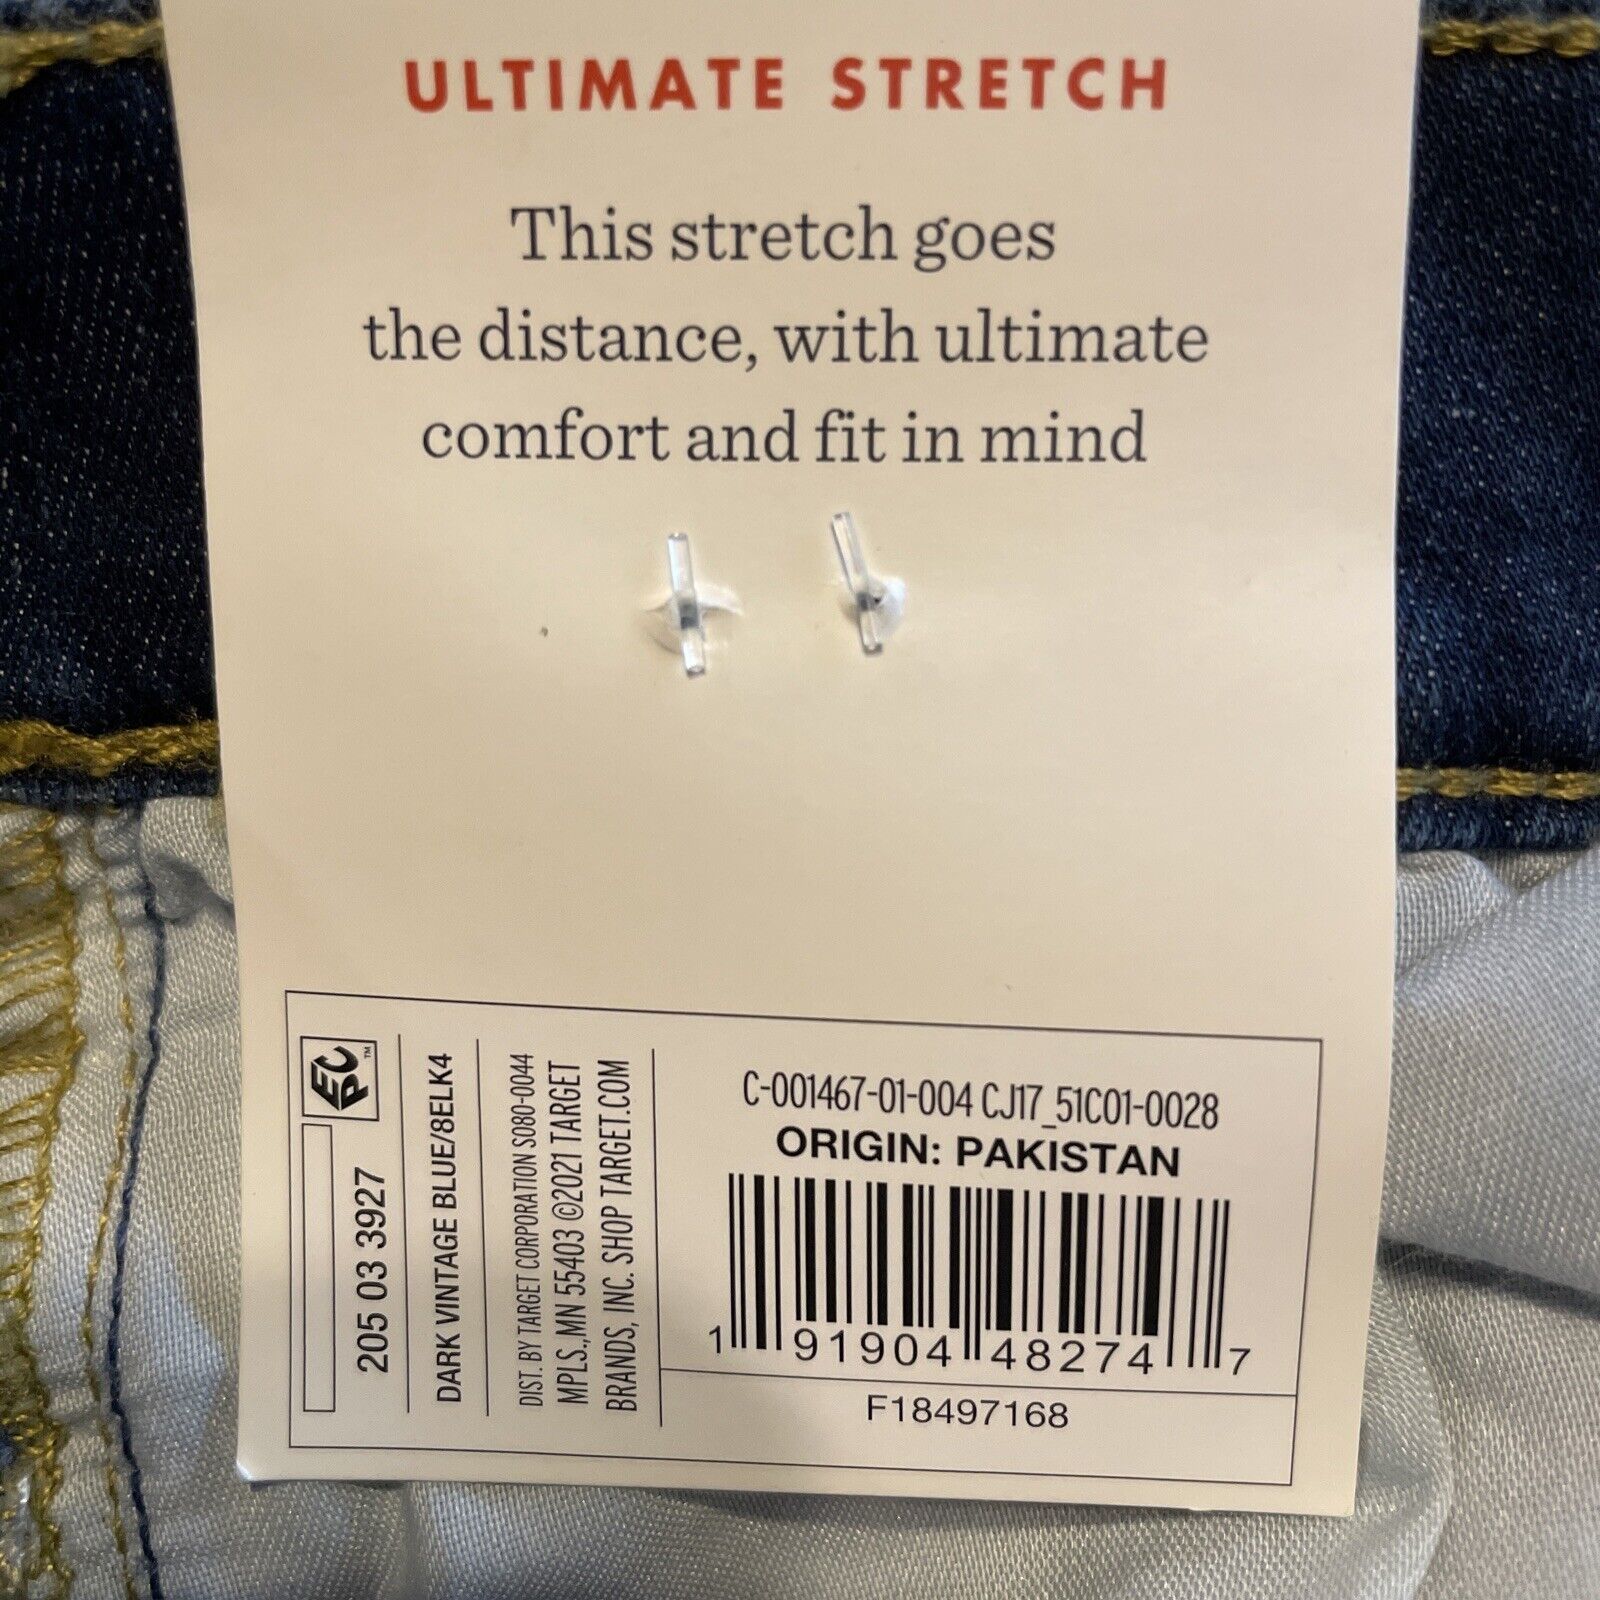 ULTIMATE STRETCH
This stretch goes
the distance, with ultimate
comfort and fit in mind
EPC™
205 03 3927
DARK VINTAGE BLUE/8ELK4
DIST. BY TARGET CORPORATION S080-0044
MPLS.,MN 55403 ©2021 TARGET
BRANDS, INC. SHOP TARGET.COM
C-001467-01-004 CJ17_51C01-0028
ORIGIN: PAKISTAN
1 91904 48274 7
F18497168